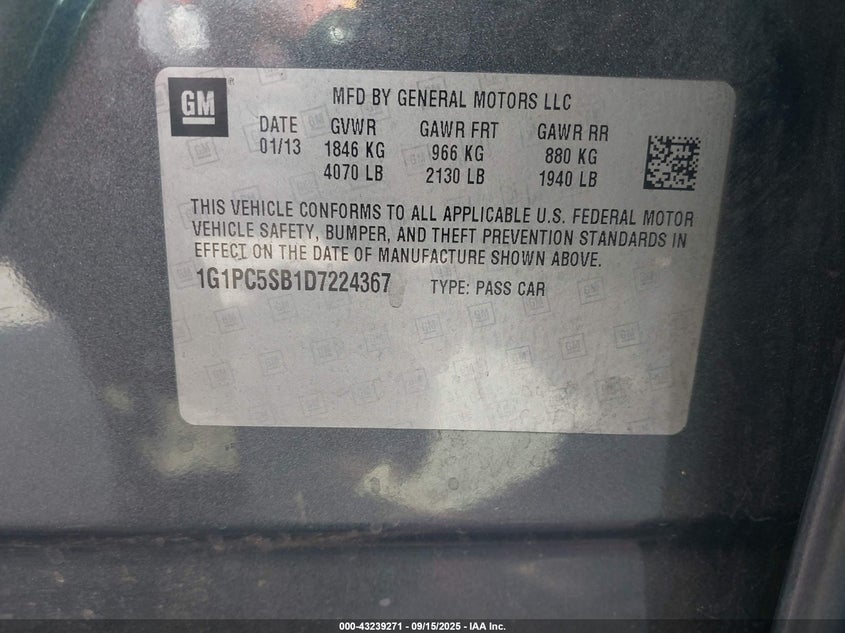 GM
MFD BY GENERAL MOTORS LLC
DATE GVWR GAWR FRT GAWR RR
01/13 1846 KG 966 KG 880 KG
4070 LB 2130 LB 1940 LB
THIS VEHICLE CONFORMS TO ALL APPLICABLE U.S. FEDERAL MOTOR
VEHICLE SAFETY, BUMPER, AND THEFT PREVENTION STANDARDS IN
EFFECT ON THE DATE OF MANUFACTURE SHOWN ABOVE.
1G1PC5SB1D7224367 TYPE: PASS CAR
000-43239271 - 09/15/2025 - IAA Inc.